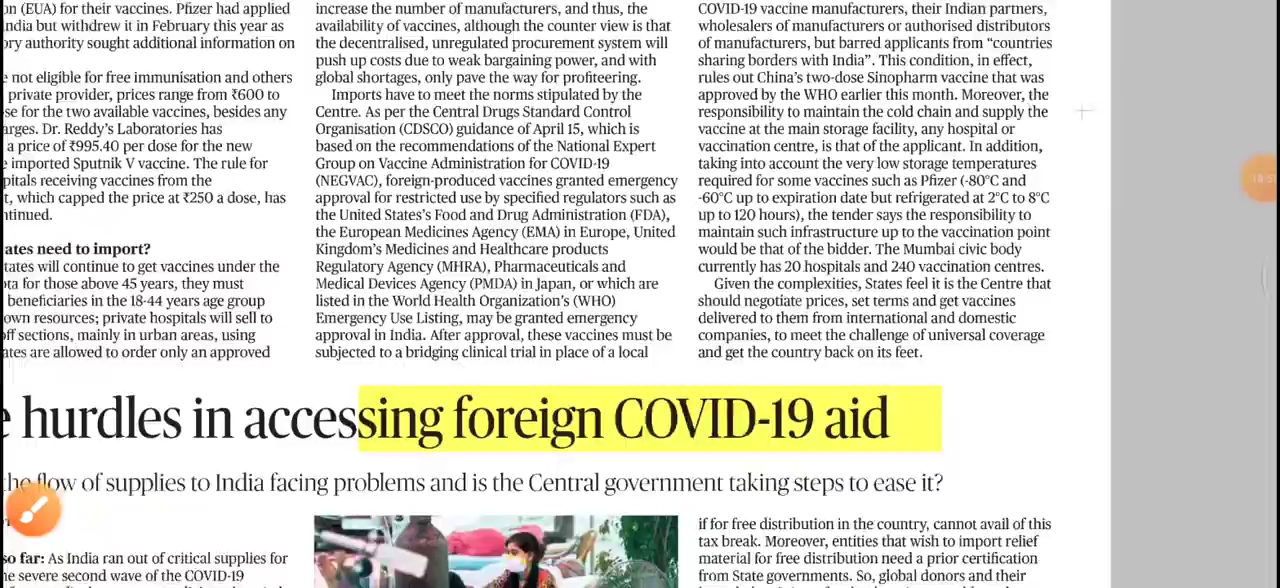 on (EUA) for their vaccines. Pfizer had applied
ndia but withdrew it in February this year as
ory authority sought additional information on
e not eligible for free immunisation and others
private provider, prices range from ₹600 to
se for the two available vaccines, besides any
arges. Dr. Reddy's Laboratories has
a price of ₹995.40 per dose for the new
e imported Sputnik V vaccine. The rule for
pitals receiving vaccines from the
t, which capped the price at ₹250 a dose, has
ntinued.
ates need to import?
tates will continue to get vaccines under the
ota for those above 45 years, they must
beneficiaries in the 18-44 years age group
own resources; private hospitals will sell to
off sections, mainly in urban areas, using
ates are allowed to order only an approved
increase the number of manufacturers, and thus, the
availability of vaccines, although the counter view is that
the decentralised, unregulated procurement system will
push up costs due to weak bargaining power, and with
global shortages, only pave the way for profiteering.
Imports have to meet the norms stipulated by the
Centre. As per the Central Drugs Standard Control
Organisation (CDSCO) guidance of April 15, which is
based on the recommendations of the National Expert
Group on Vaccine Administration for COVID-19
(NEGVAC), foreign-produced vaccines granted emergency
approval for restricted use by specified regulators such as
the United States's Food and Drug Administration (FDA),
the European Medicines Agency (EMA) in Europe, United
Kingdom's Medicines and Healthcare products
Regulatory Agency (MHRA), Pharmaceuticals and
Medical Devices Agency (PMDA) in Japan, or which are
listed in the World Health Organization's (WHO)
Emergency Use Listing, may be granted emergency
approval in India. After approval, these vaccines must be
subjected to a bridging clinical trial in place of a local
COVID-19 vaccine manufacturers, their Indian partners,
wholesalers of manufacturers or authorised distributors
of manufacturers, but barred applicants from "countries
sharing borders with India". This condition, in effect,
rules out China's two-dose Sinopharm vaccine that was
approved by the WHO earlier this month. Moreover, the
responsibility to maintain the cold chain and supply the
vaccine at the main storage facility, any hospital or
vaccination centre, is that of the applicant. In addition,
taking into account the very low storage temperatures
required for some vaccines such as Pfizer (-80°C and
-60°C up to expiration date but refrigerated at 2°C to 8°C
up to 120 hours), the tender says the responsibility to
maintain such infrastructure up to the vaccination point
would be that of the bidder. The Mumbai civic body
currently has 20 hospitals and 240 vaccination centres.
Given the complexities, States feel it is the Centre that
should negotiate prices, set terms and get vaccines
delivered to them from international and domestic
companies, to meet the challenge of universal coverage
and get the country back on its feet.
e hurdles in accessing foreign COVID-19 aid
the flow of supplies to India facing problems and is the Central government taking steps to ease it?
so far: As India ran out of critical supplies for
he severe second wave of the COVID-19
if for free distribution in the country, cannot avail of this
tax break. Moreover, entities that wish to import relief
material for free distribution need a prior certification
from State governments. So, global donors and their